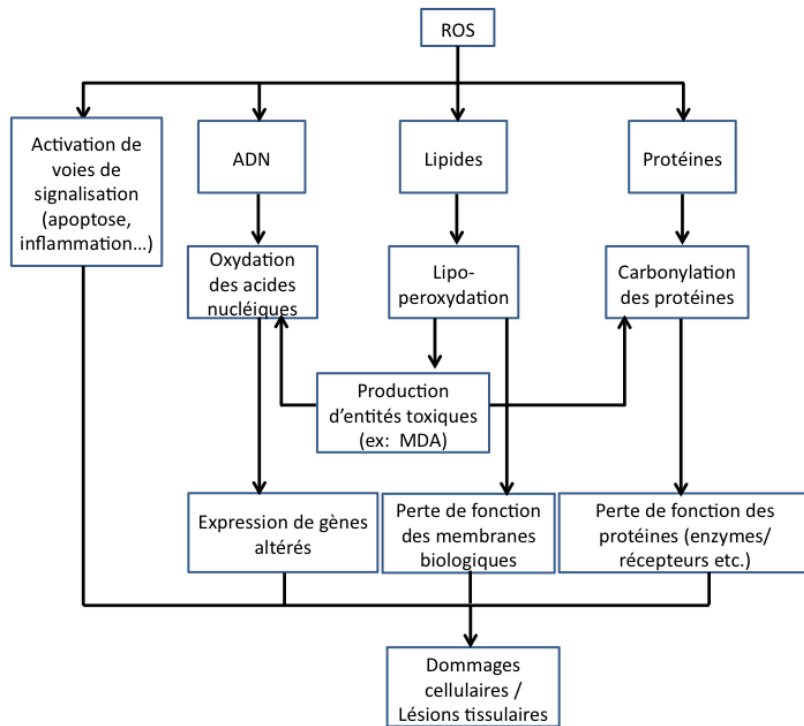 ROS
Activation de
voies de
signalisation
(apoptose,
inflammation...)
ADN
Lipides
Protéines
Oxydation
des acides
nucléiques
Lipo-
peroxydation
Carbonylation
des protéines
Production
d'entités toxiques
(ex: MDA)
Expression de gènes
altérés
Perte de fonction
des membranes
biologiques
Perte de fonction des
protéines (enzymes/
récepteurs etc.)
Dommages
cellulaires /
Lésions tissulaires